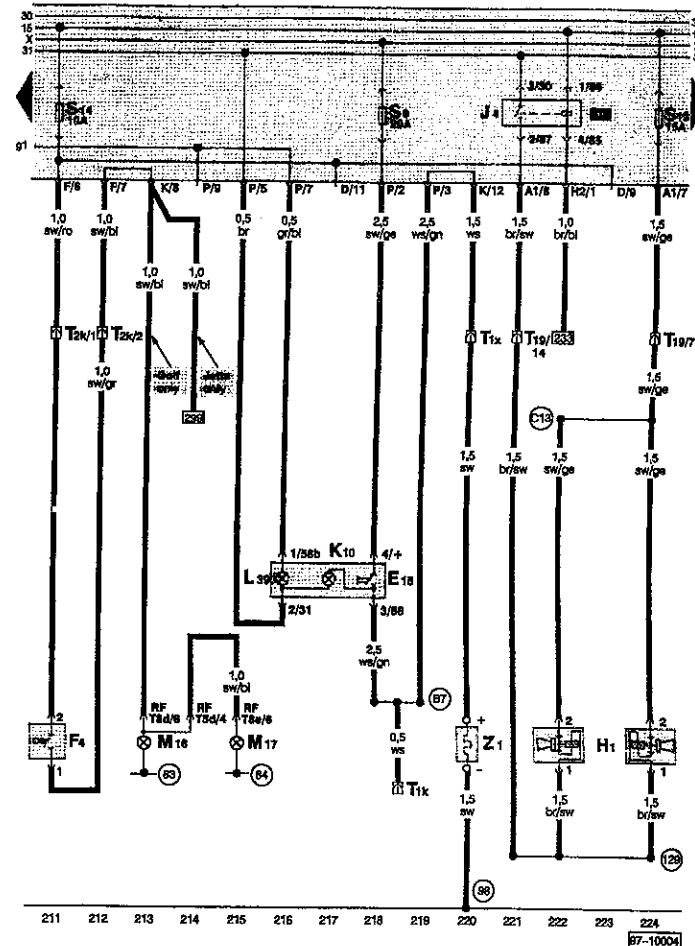 30
15
X
31
S14
10A
S9
20A
3/30 1/86
J4
2/87 4/85
15A
g1
F/6 F/7 K/8 P/9 P/5 P/7 D/11 P/2 P/3 K/12 A1/5 H2/1 D/9 A1/7
1,0 sw/ro
1,0 sw/bl
0,5 br
0,5 gr/bl
2,5 sw/ge
2,5 ws/gn
1,5 ws
1,5 br/sw
1,0 br/bl
1,5 sw/ge
1,0 sw/bl
1,0 sw/bl
T2k/1 T2k/2 T1x T19/14 233 T19/7
1,0 sw/gr
only
only
299
1,5 sw/ge
C13
1,5 sw
1,5 br/sw
1,5 sw/ge
1,5 sw/ge
1/58b K10 4/+
L39 E15
2/31 3/88
2,5 ws/gn
1,0 sw/bl
87
RF T8d/6
RF T8d/4
RF T8e/6
0,5 ws
2
F4
1
M16
M17
63
64
T1k
+
Z1
-
2
H1
2
1
1
1,5 sw
1,5 br/sw
1,5 br/sw
98
129
211 212 213 214 215 216 217 218 219 220 221 222 223 224
97-10004